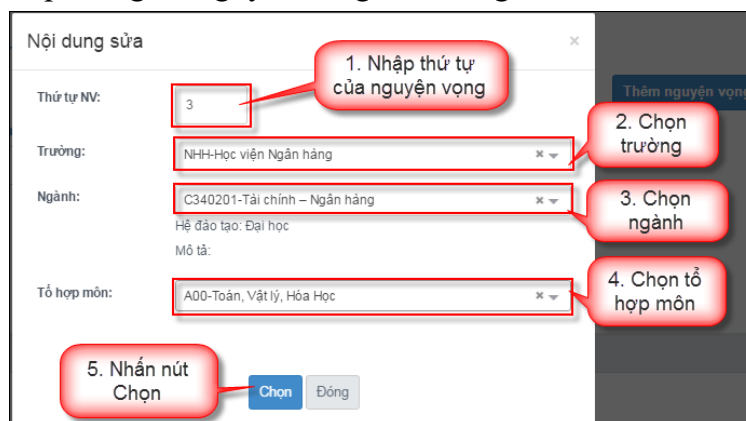 Nội dung sửa ×
1. Nhập thứ tự
của nguyện vọng
Thứ tự NV: 3
Thêm nguyện vọng
2. Chọn
trường
Trường: NHH-Học viện Ngân hàng ×
Ngành: C340201-Tài chính – Ngân hàng ×
3. Chọn
ngành
Hệ đào tạo: Đại học
Mô tả:
4. Chọn tổ
hợp môn
Tổ hợp môn: A00-Toán, Vật lý, Hóa Học ×
5. Nhấn nút
Chọn
Chọn Đóng